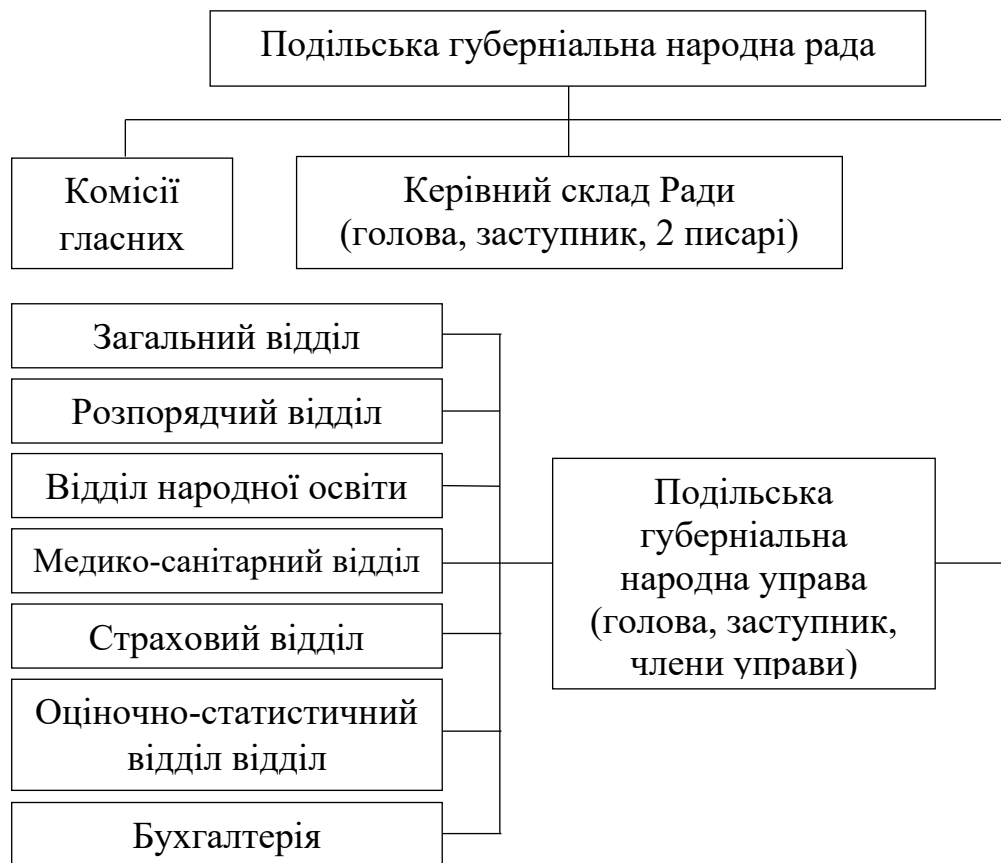 Подільська губерніальна народна рада
Комісії
гласних
Керівний склад Ради
(голова, заступник, 2 писарі)
Загальний відділ
Розпорядчий відділ
Відділ народної освіти
Медико-санітарний відділ
Страховий відділ
Оціночно-статистичний
відділ відділ
Бухгалтерія
Подільська
губерніальна
народна управа
(голова, заступник,
члени управи)